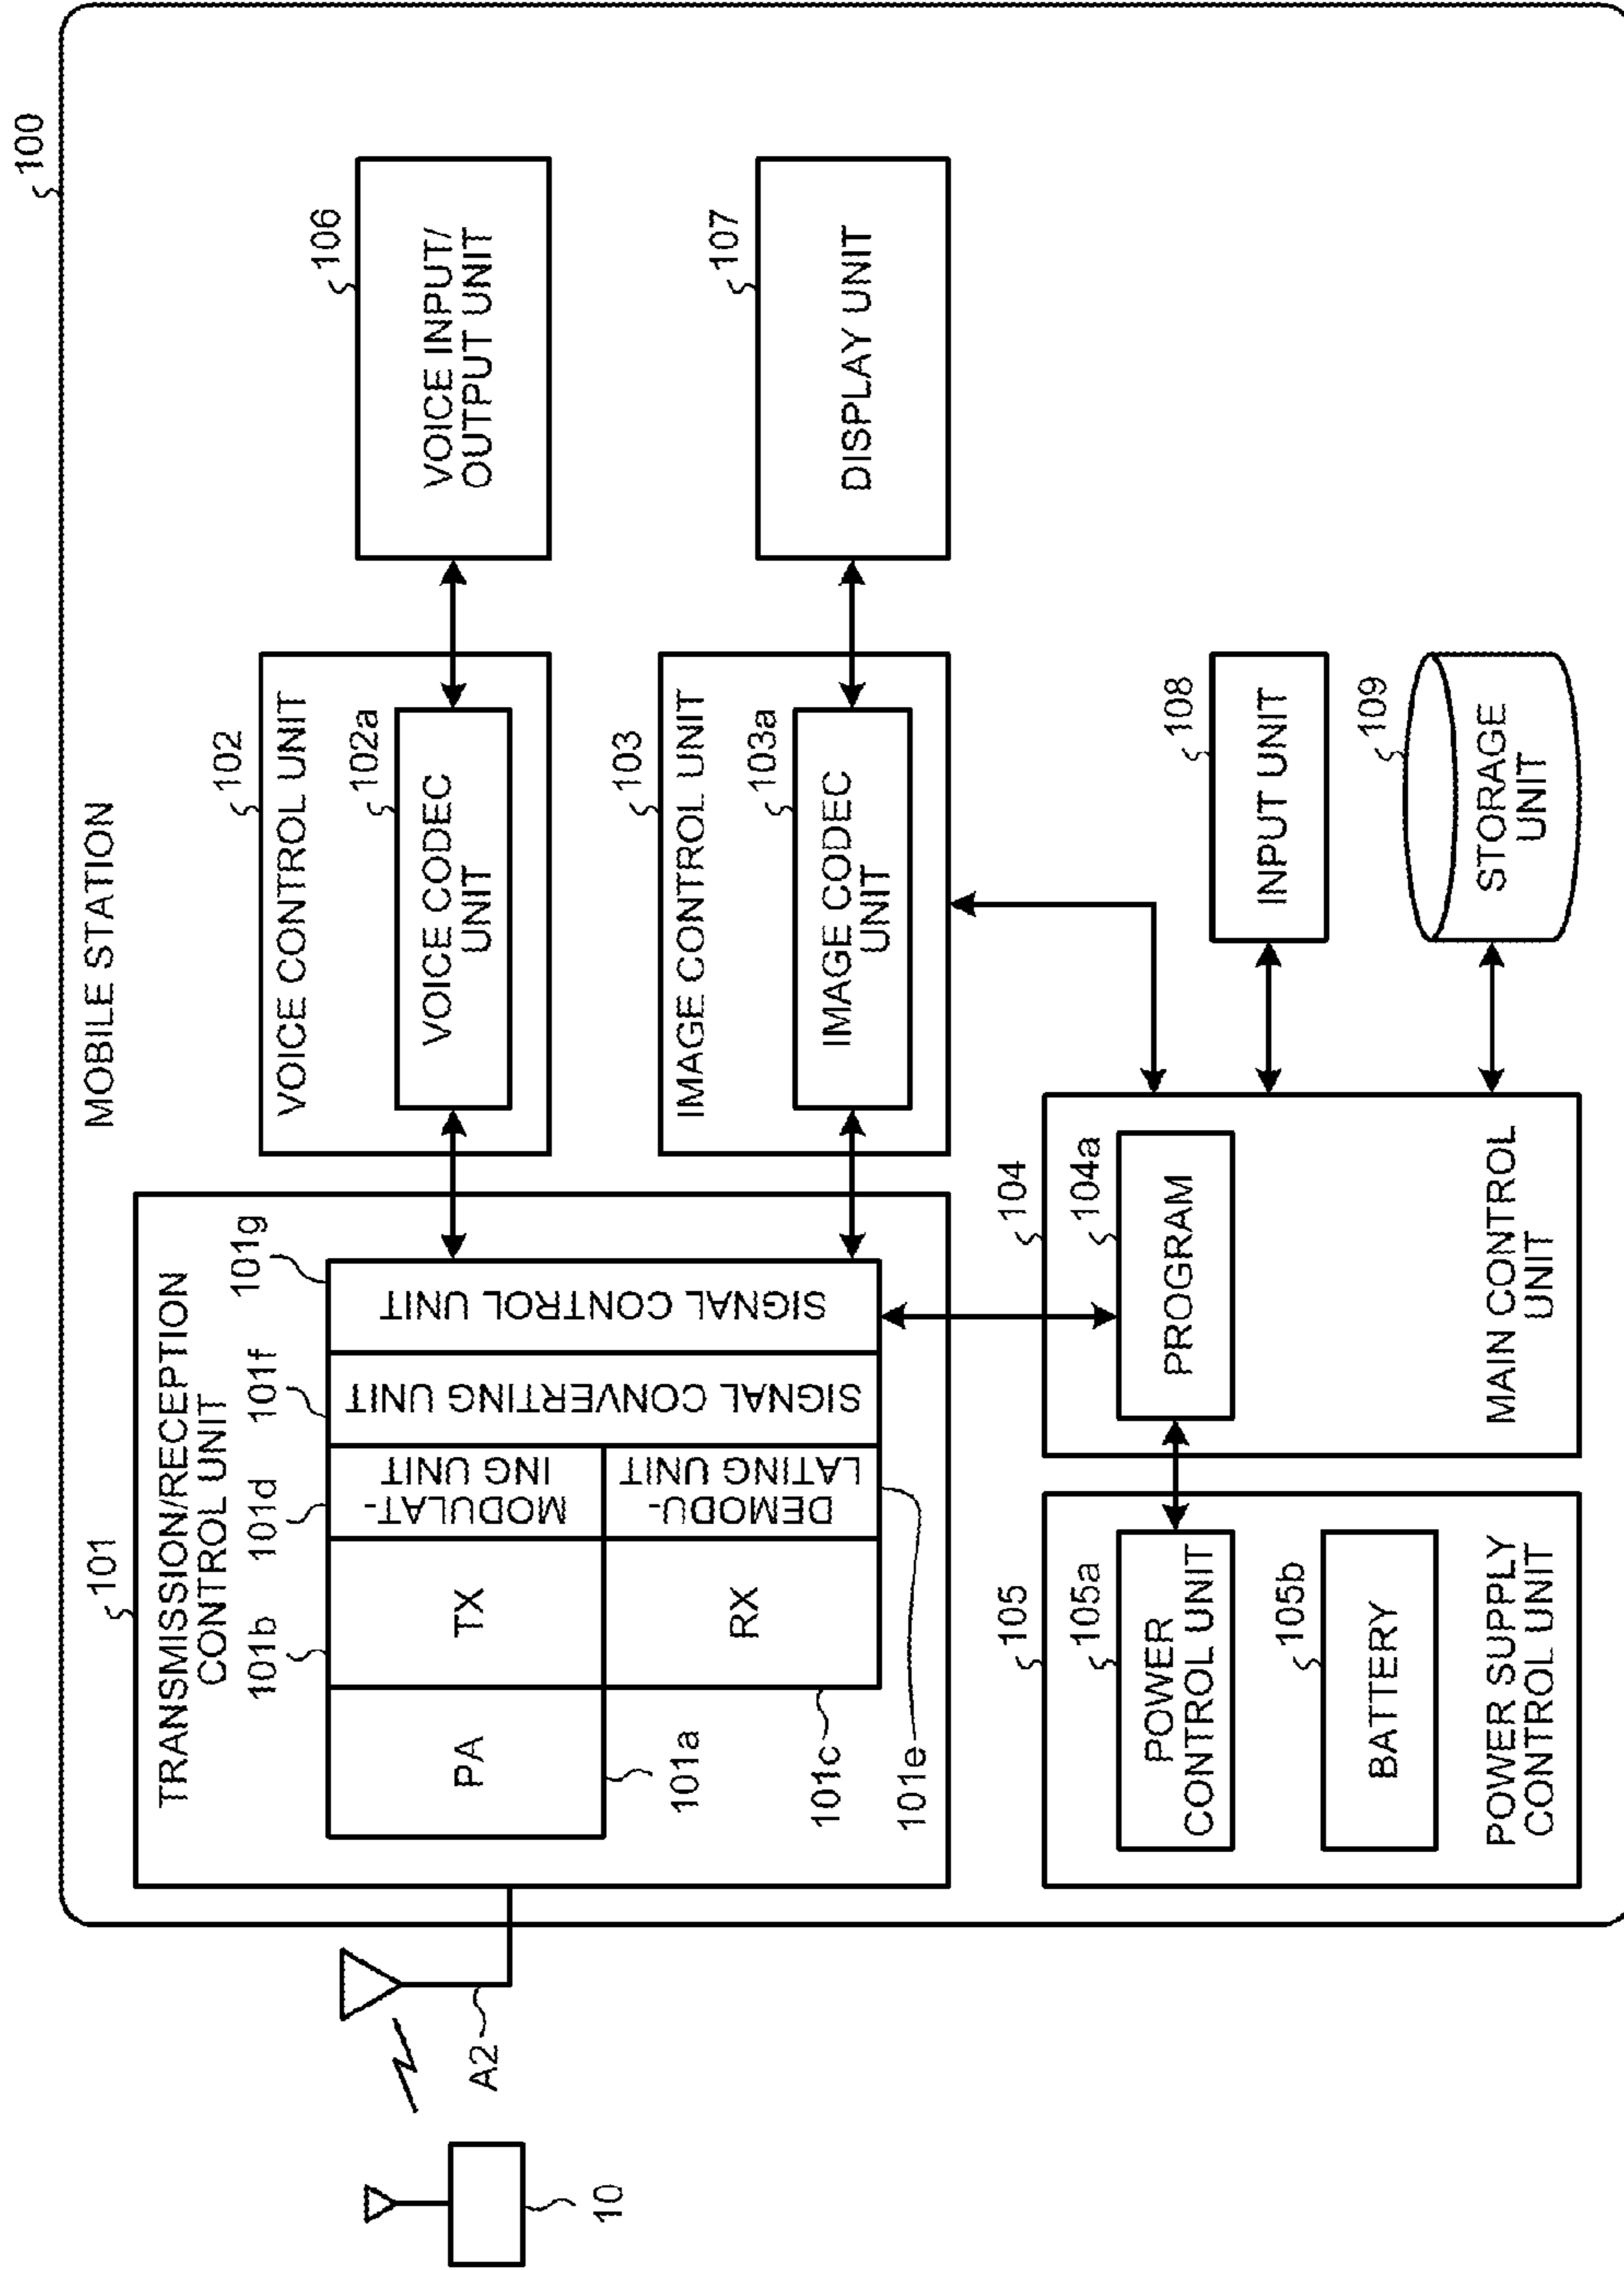 100
MOBILE STATION
101
TRANSMISSION/RECEPTION
CONTROL UNIT
101b
101d
101f
101g
PA
TX
RX
MODULAT-
ING UNIT
DEMODU-
LATING UNIT
SIGNAL CONVERTING UNIT
SIGNAL CONTROL UNIT
101a
101c
101e
A2
10
102
VOICE CONTROL UNIT
102a
VOICE CODEC
UNIT
106
VOICE INPUT/
OUTPUT UNIT
103
IMAGE CONTROL UNIT
103a
IMAGE CODEC
UNIT
107
DISPLAY UNIT
105
105a
POWER
CONTROL UNIT
105b
BATTERY
POWER SUPPLY
CONTROL UNIT
104
104a
PROGRAM
MAIN CONTROL
UNIT
108
INPUT UNIT
109
STORAGE
UNIT